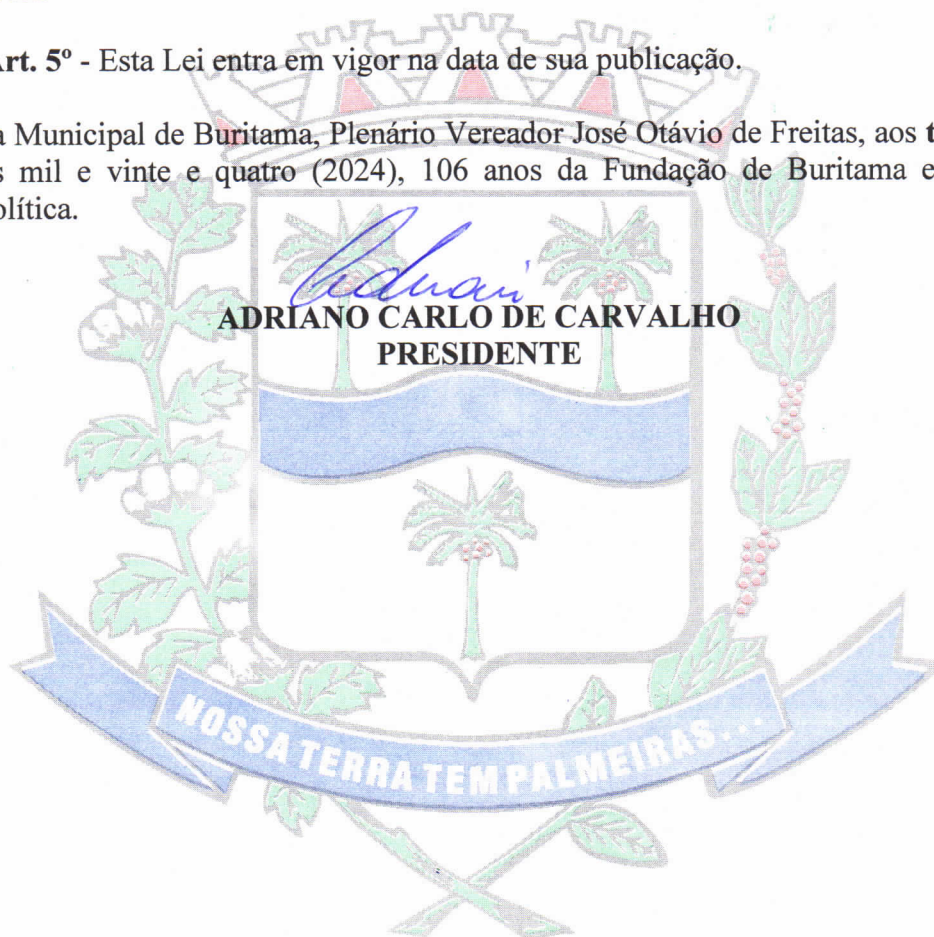 Art. 5º - Esta Lei entra em vigor na data de sua publicação.
a Municipal de Buritama, Plenário Vereador José Otávio de Freitas, aos t
s mil e vinte e quatro (2024), 106 anos da Fundação de Buritama e
olítica.
ADRIANO CARLO DE CARVALHO
PRESIDENTE
NOSSA TERRA TEM PALMEIRAS...